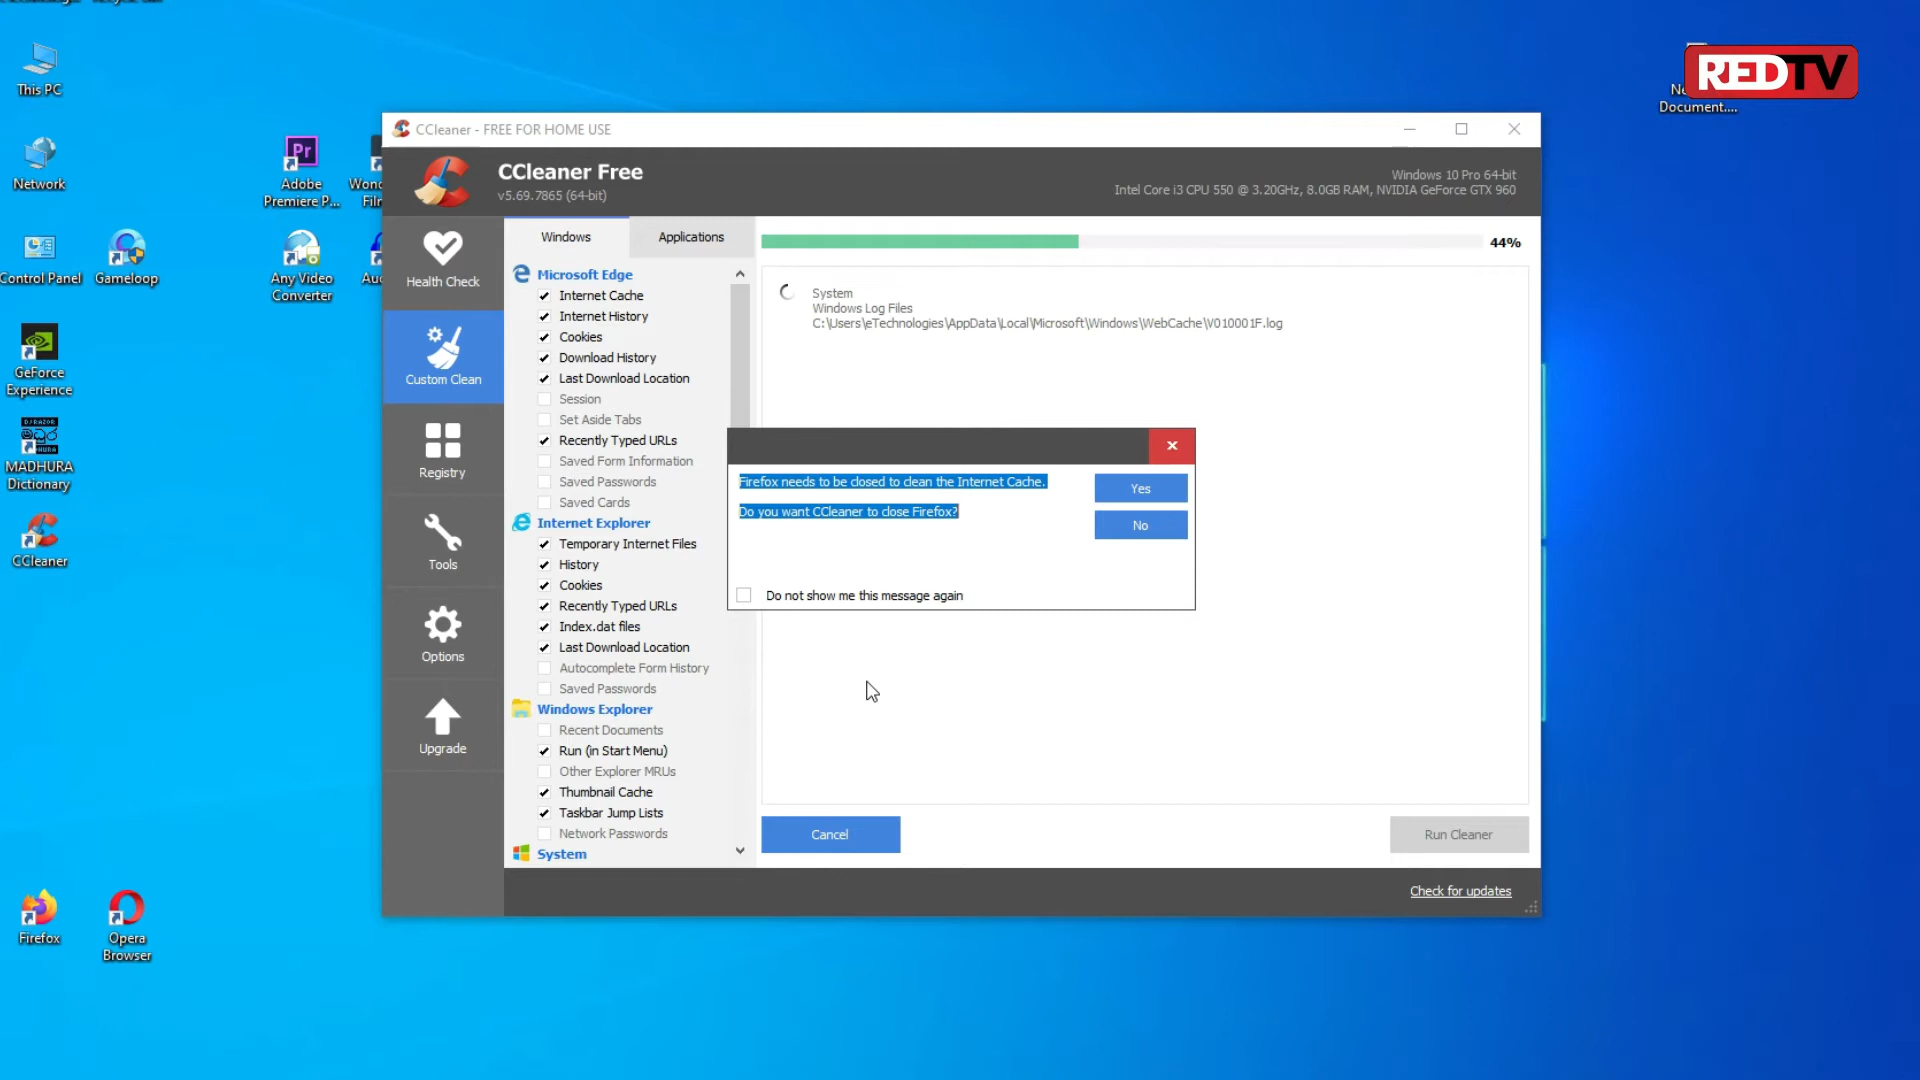 This PC
Network
Control Panel
Gameloop
GeForce
Experience
DJ RAZOR
මධුර
MADHURA
Dictionary
CCleaner
Firefox
Opera
Browser
Pr
Adobe
Premiere P...
Any Video
Converter
REDTV
Document....
CCleaner - FREE FOR HOME USE
CCleaner Free
v5.69.7865 (64-bit)
Windows 10 Pro 64-bit
Intel Core i3 CPU 550 @ 3.20GHz, 8.0GB RAM, NVIDIA GeForce GTX 960
Health Check
Custom Clean
Registry
Tools
Options
Upgrade
Windows
Applications
Microsoft Edge
Internet Cache
Internet History
Cookies
Download History
Last Download Location
Session
Set Aside Tabs
Recently Typed URLs
Saved Form Information
Saved Passwords
Saved Cards
Internet Explorer
Temporary Internet Files
History
Cookies
Recently Typed URLs
Index.dat files
Last Download Location
Autocomplete Form History
Saved Passwords
Windows Explorer
Recent Documents
Run (in Start Menu)
Other Explorer MRUs
Thumbnail Cache
Taskbar Jump Lists
Network Passwords
System
44%
System
Windows Log Files
C:\Users\eTechnologies\AppData\Local\Microsoft\Windows\WebCache\V010001F.log
Firefox needs to be closed to clean the Internet Cache.
Do you want CCleaner to close Firefox?
Yes
No
Do not show me this message again
Cancel
Run Cleaner
Check for updates